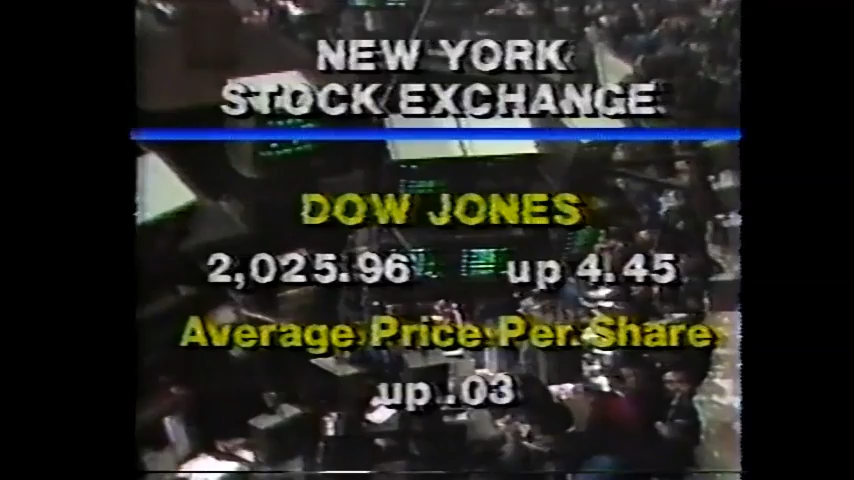 NEW YORK
STOCK EXCHANGE
DOW JONES
2,025.96 up 4.45
Average Price Per Share
up .03